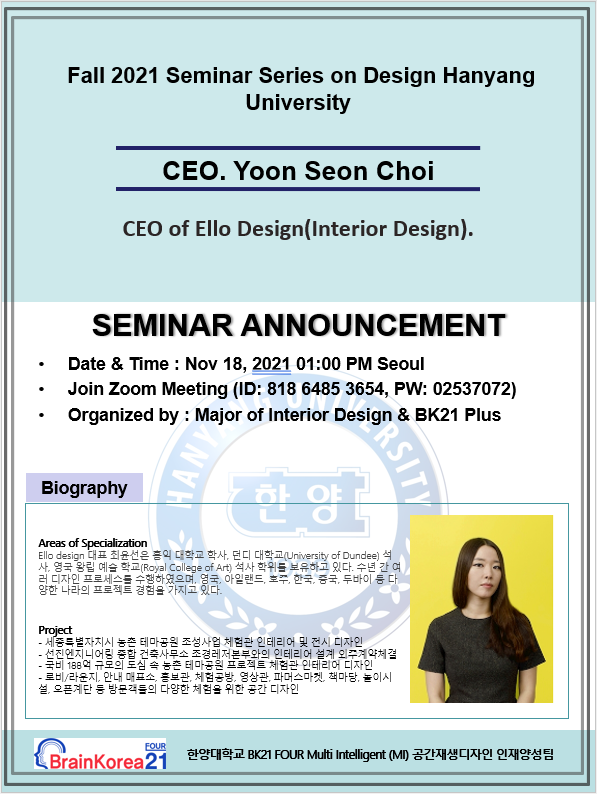 Fall 2021 Seminar Series on Design Hanyang
University
CEO. Yoon Seon Choi
CEO of Ello Design(Interior Design).
SEMINAR ANNOUNCEMENT
• Date & Time : Nov 18, 2021 01:00 PM Seoul
• Join Zoom Meeting (ID: 818 6485 3654, PW: 02537072)
• Organized by : Major of Interior Design & BK21 Plus
HANYANG UNIVERSITY
한양
Biography
Areas of Specialization
Ello design 대표 최윤선은 홍익 대학교 학사, 던디 대학교(University of Dundee) 석
사, 영국 왕립 예술 학교(Royal College of Art) 석사 학위를 보유하고 있다. 수년 간 여
러 디자인 프로세스를 수행하였으며, 영국, 아일랜드, 호주, 한국, 중국, 두바이 등 다
양한 나라의 프로젝트 경험을 가지고 있다.
Project
- 세종특별자치시 농촌 테마공원 조성사업 체험관 인테리어 및 전시 디자인
- 선진엔지니어링 종합 건축사무소 조경레저본부와의 인테리어 설계 외주계약체결
- 국비 188억 규모의 도심 속 농촌 테마공원 프로젝트 체험관 인테리어 디자인
- 로비/라운지, 안내 매표소, 홍보관, 체험공방, 영상관, 파머스마켓, 책마당, 놀이시
설, 오픈계단 등 방문객들의 다양한 체험을 위한 공간 디자인
FOUR
BrainKorea21
한양대학교 BK21 FOUR Multi Intelligent (MI) 공간재생디자인 인재양성팀